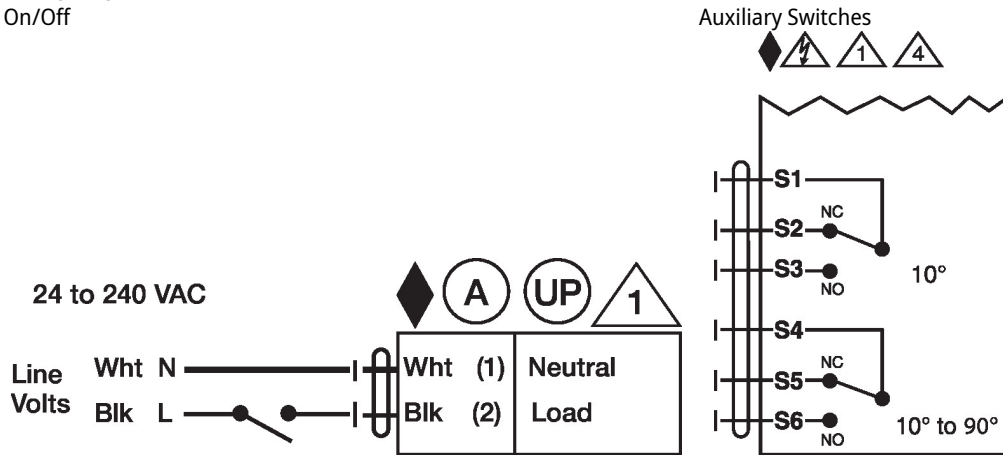 On/Off
Auxiliary Switches
1
4
S1
NC
S2
S3
NO
10°
S4
NC
S5
S6
NO
10° to 90°
24 to 240 VAC
A
UP
1
Line
Volts
Wht N
Blk L
Wht (1) Neutral
Blk (2) Load